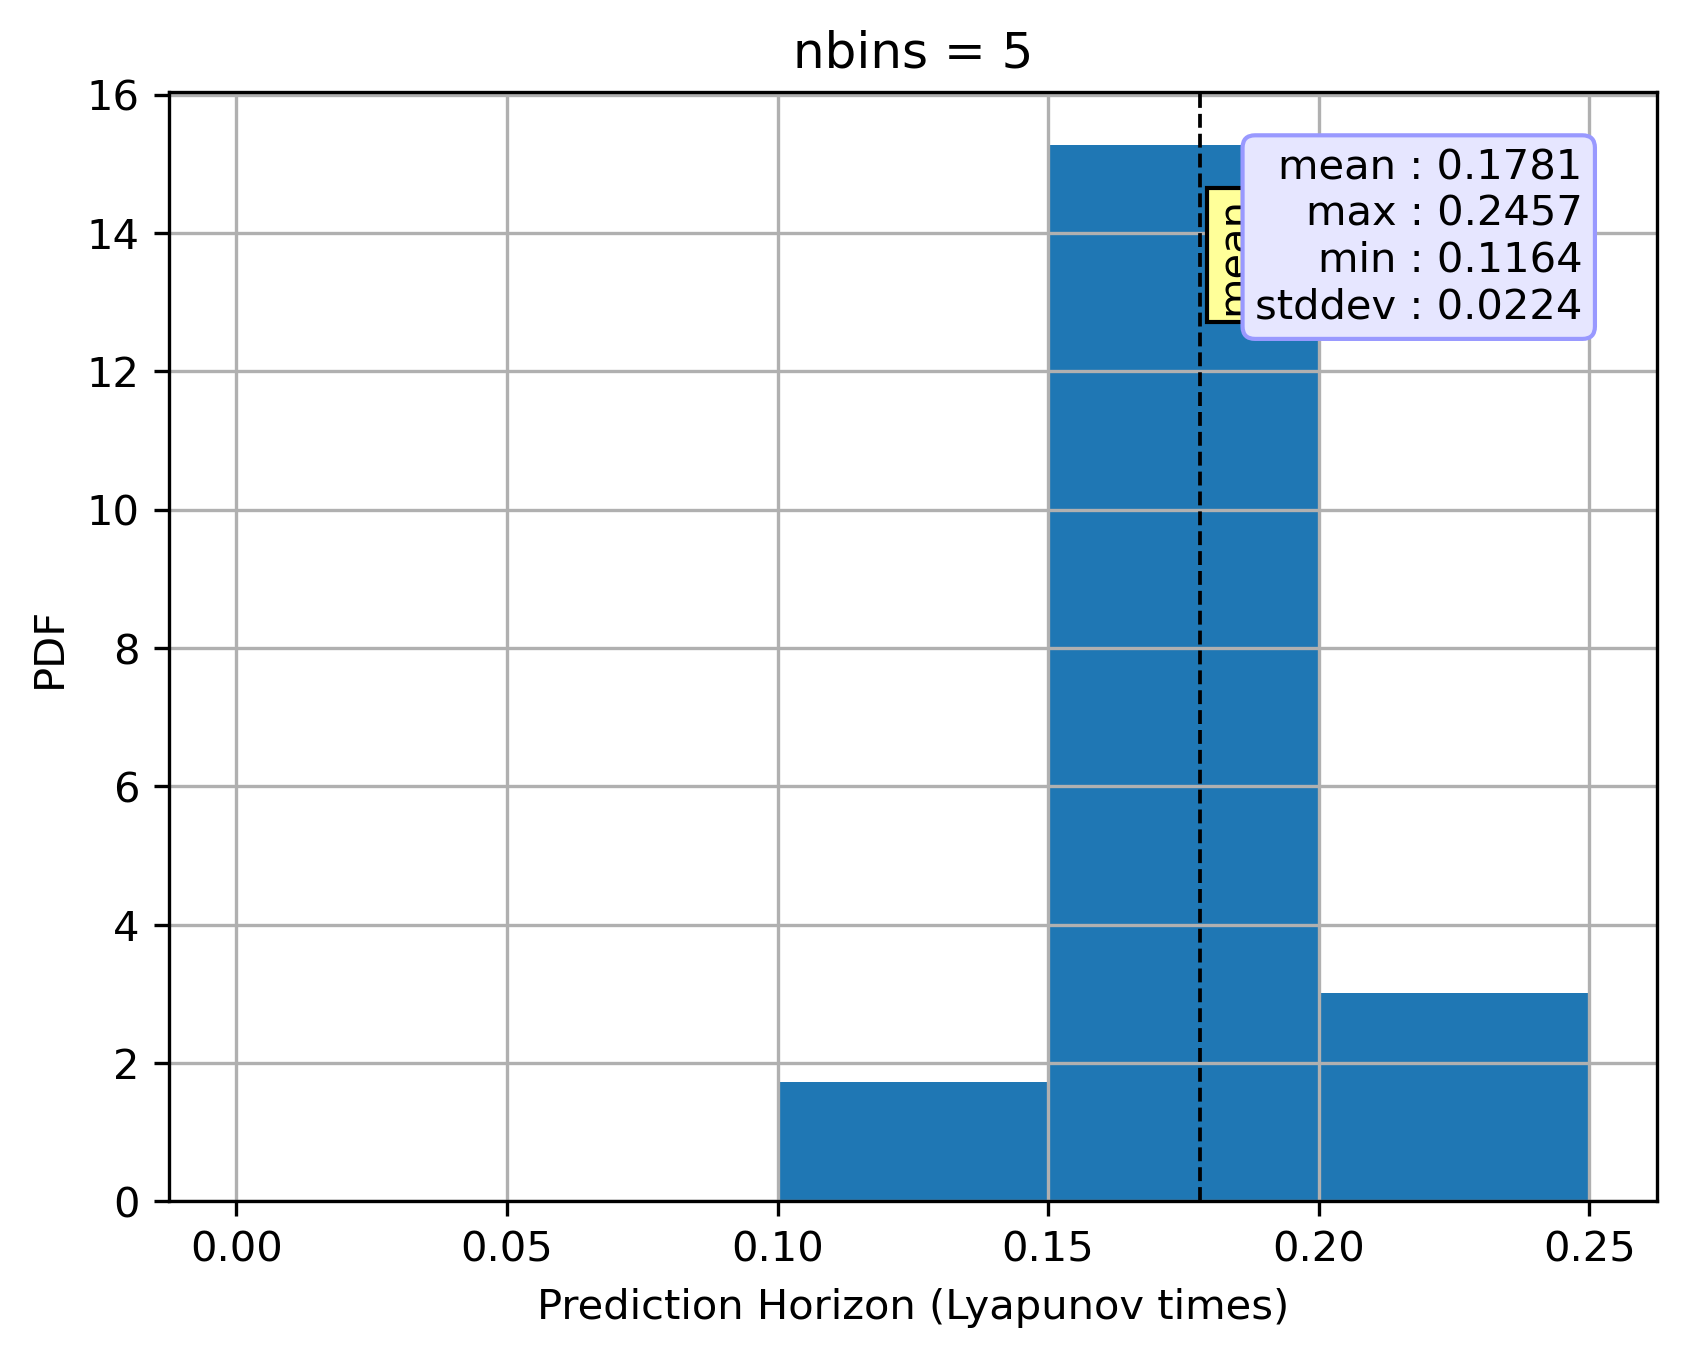 nbins = 5
16
14
12
10
8
6
4
2
0
PDF
mean
mean : 0.1781
max : 0.2457
min : 0.1164
stddev : 0.0224
0.00
0.05
0.10
0.15
0.20
0.25
Prediction Horizon (Lyapunov times)